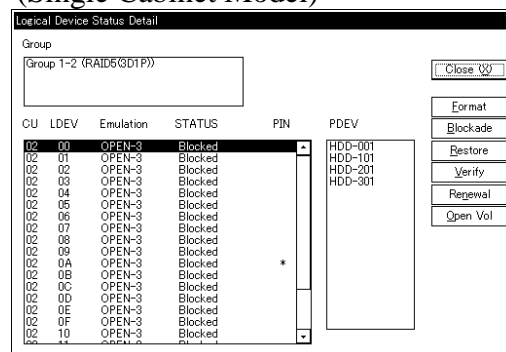 (Single Cabinet Model)
Logical Device Status Detail
Group
Group 1-2 (RAID5(3D1P))
Close (X)
Format
Blockade
Restore
Verify
Renewal
Open Vol
CU LDEV Emulation STATUS PIN PDEV
02 00 OPEN-3 Blocked HDD-001
02 01 OPEN-3 Blocked HDD-101
02 02 OPEN-3 Blocked HDD-201
02 03 OPEN-3 Blocked HDD-301
02 04 OPEN-3 Blocked
02 05 OPEN-3 Blocked
02 06 OPEN-3 Blocked
02 07 OPEN-3 Blocked
02 08 OPEN-3 Blocked
02 09 OPEN-3 Blocked
02 0A OPEN-3 Blocked *
02 0B OPEN-3 Blocked
02 0C OPEN-3 Blocked
02 0D OPEN-3 Blocked
02 0E OPEN-3 Blocked
02 0F OPEN-3 Blocked
02 10 OPEN-3 Blocked
02 11 OPEN-3 Blocked